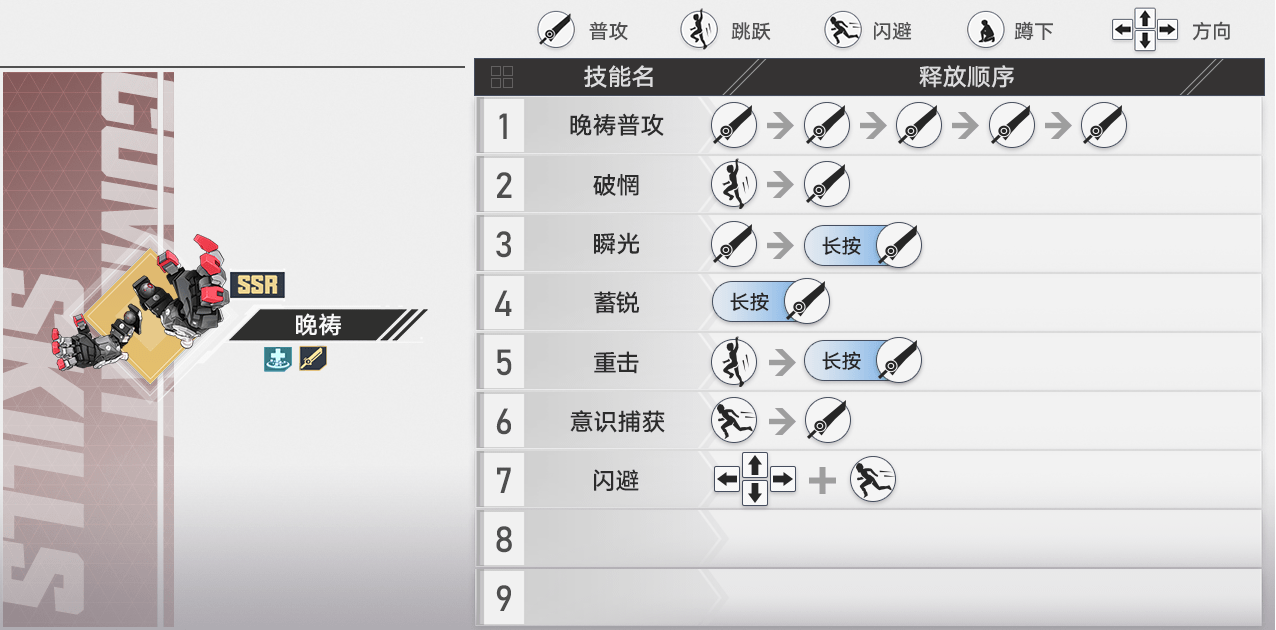 普攻 跳跃 闪避 蹲下 方向
技能名 释放顺序
1 晚祷普攻
2 破惘
3 瞬光 长按
4 蓄锐 长按
5 重击 长按
6 意识捕获
7 闪避
8
9
SSR
晚祷
SKILLS